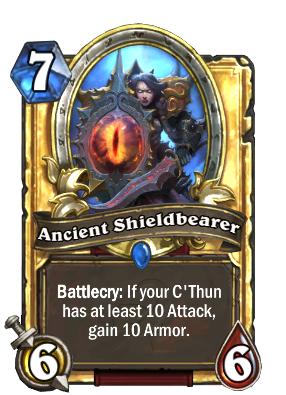 7
Ancient Shieldbearer
Battlecry: If your C'Thun
has at least 10 Attack,
gain 10 Armor.
6 6